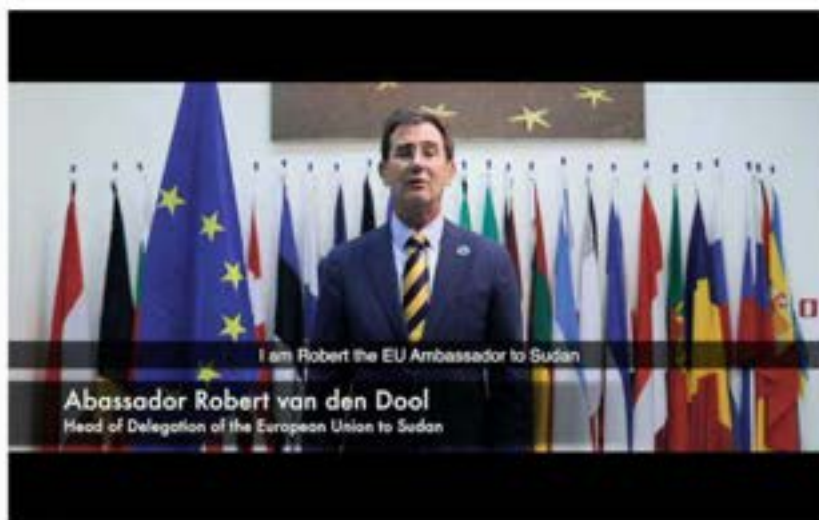 I am Robert the EU Ambassador to Sudan
Abassador Robert van den Dool
Head of Delegation of the European Union to Sudan